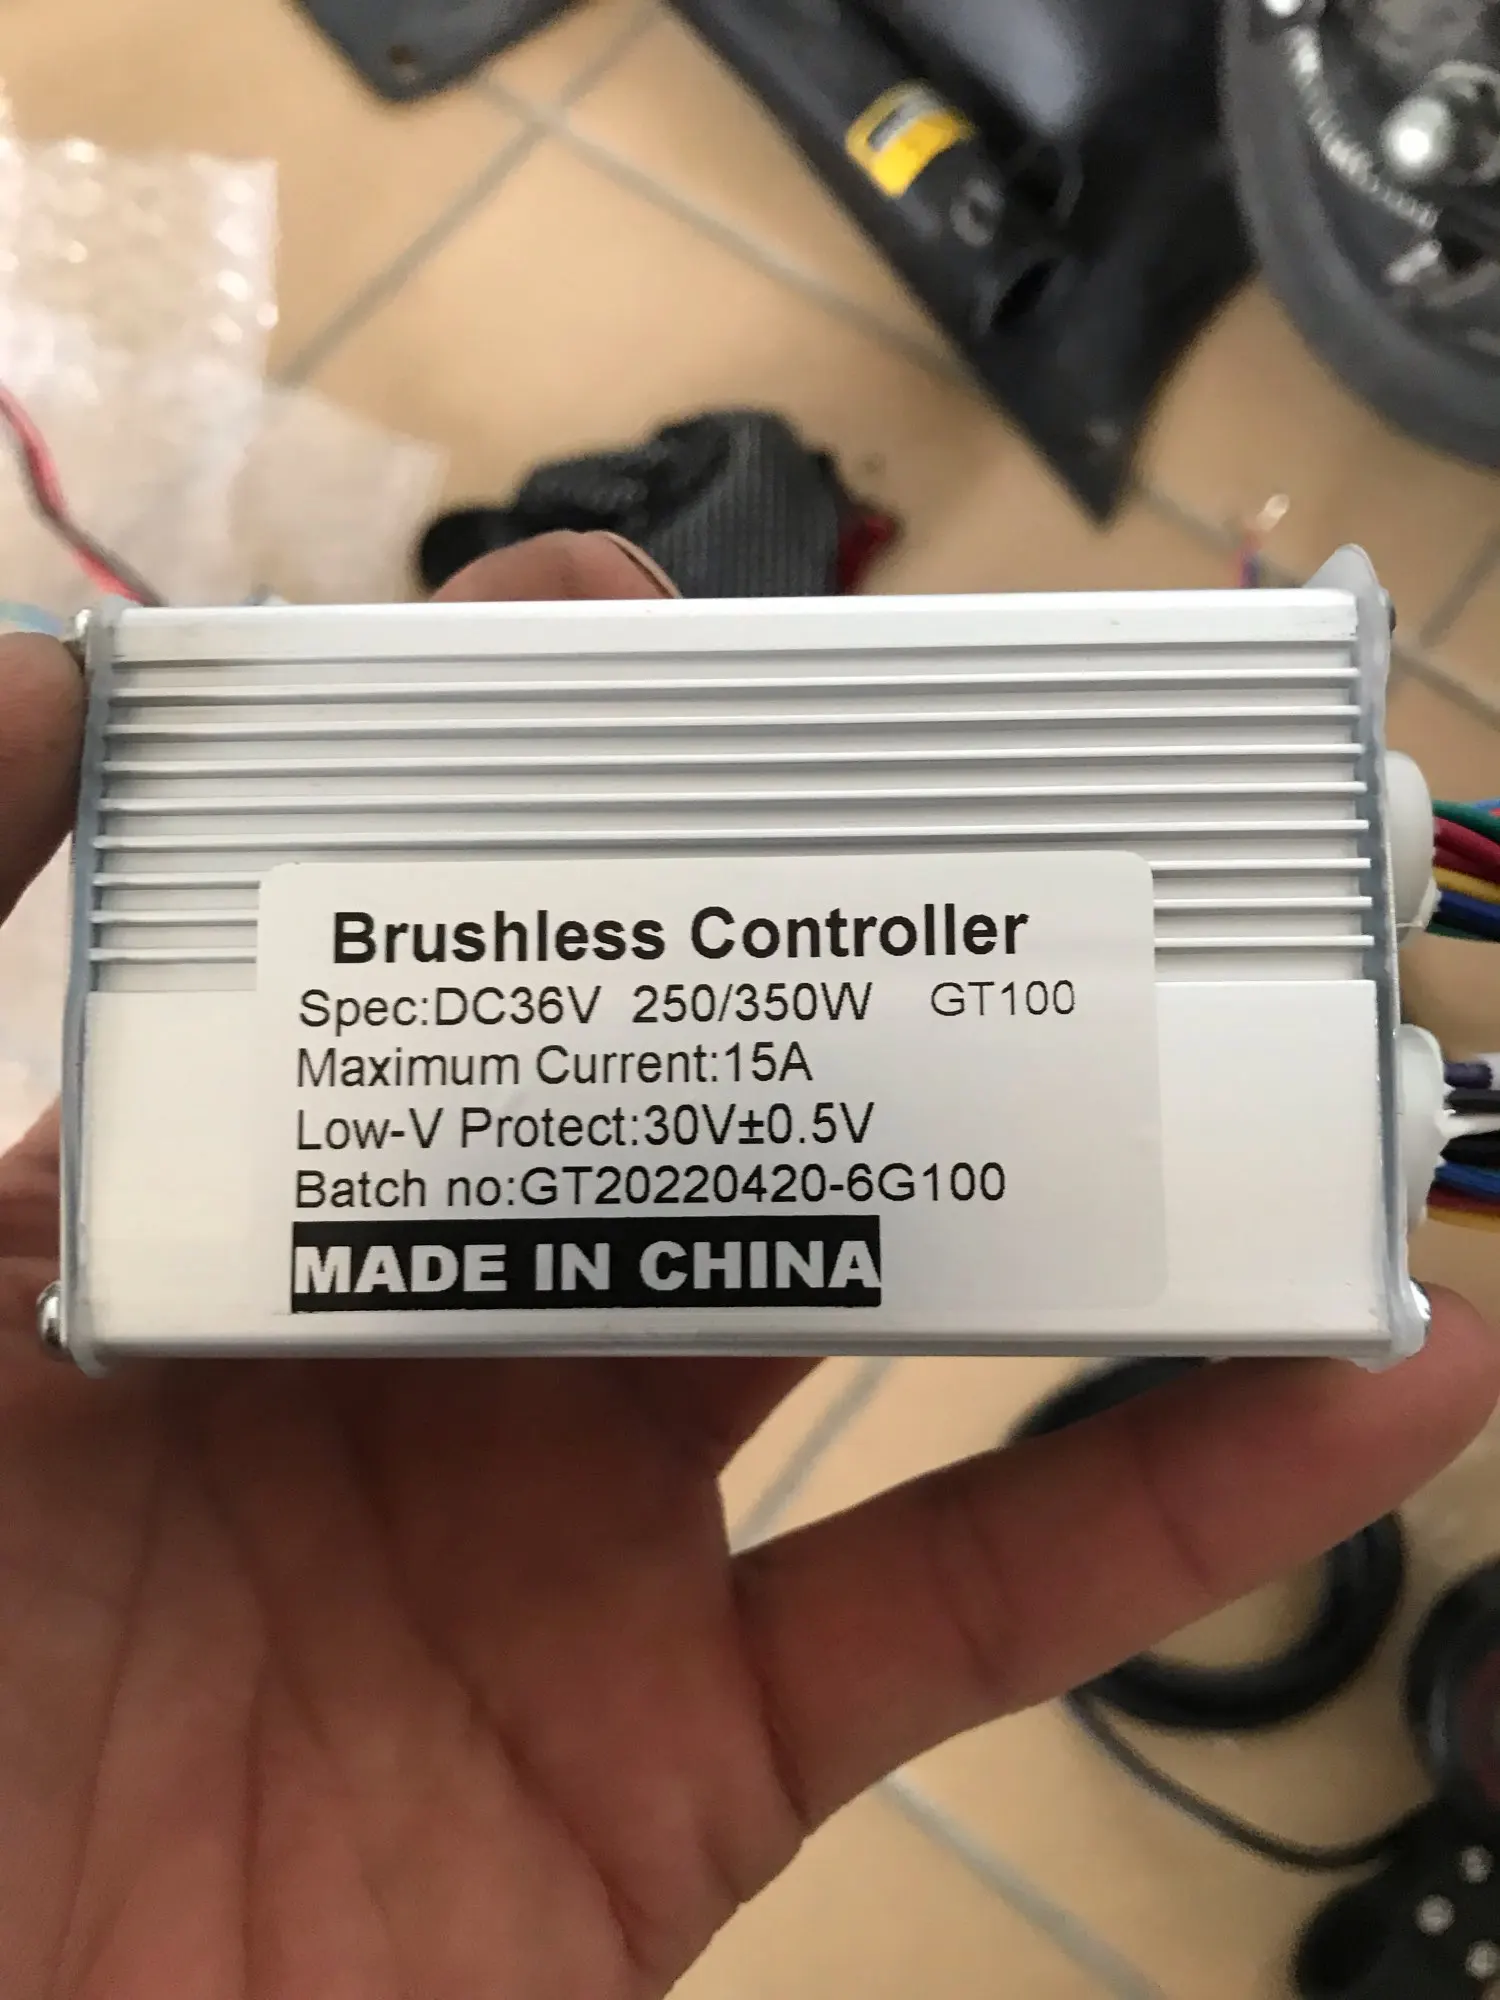 Brushless Controller
Spec:DC36V 250/350W GT100
Maximum Current:15A
Low-V Protect:30V±0.5V
Batch no:GT20220420-6G100
MADE IN CHINA